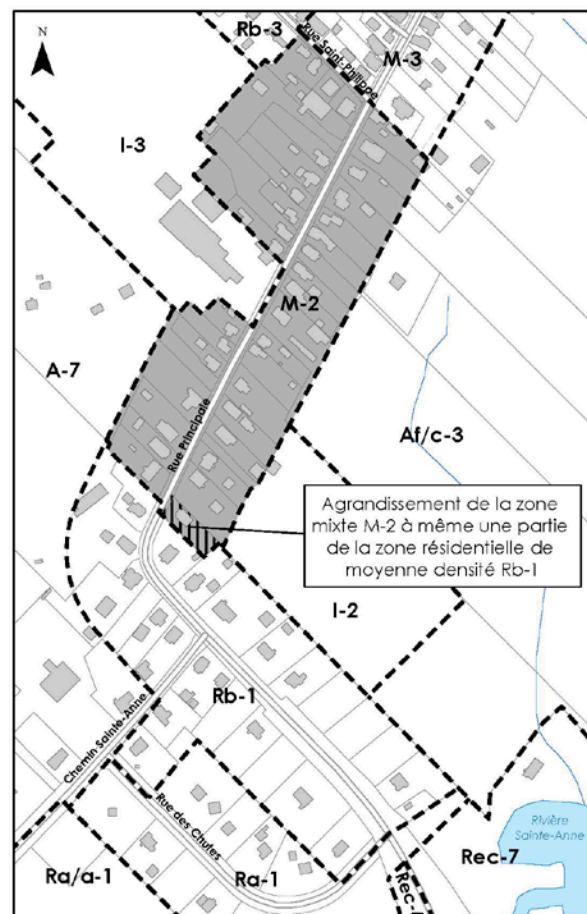 N
Rb-3
Rue Saint-Philippe
M-3
I-3
M-2
A-7
Rue Principale
Af/c-3
Agrandissement de la zone
mixte M-2 à même une partie
de la zone résidentielle de
moyenne densité Rb-1
I-2
Rb-1
Chemin Sainte-Anne
Rue des Chutes
Rivière
Sainte-Anne
Rec-7
Ra/a-1
Ra-1